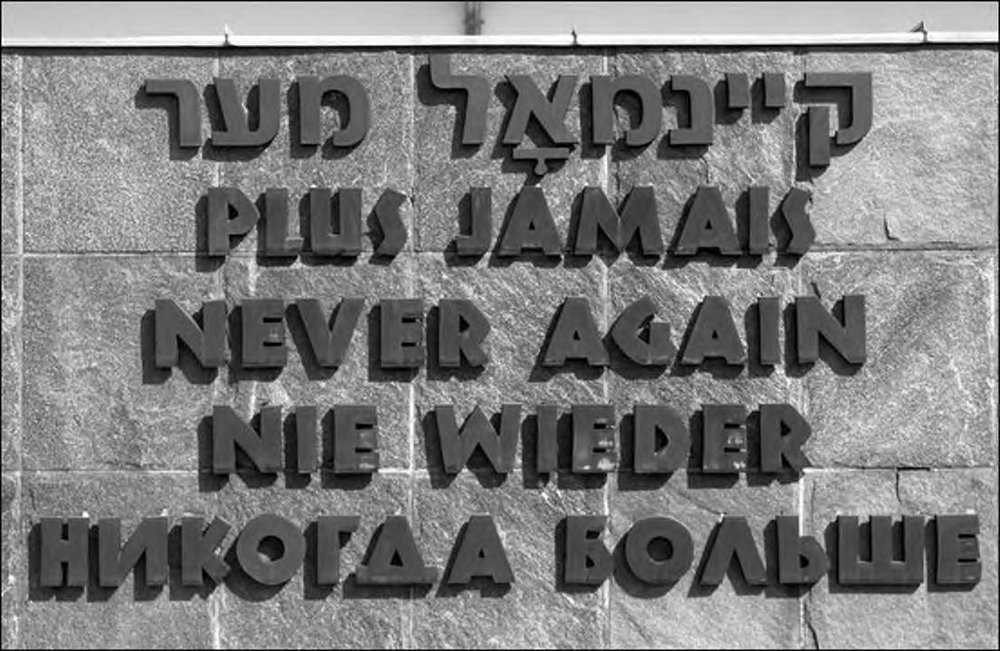 קיינמאָל מער
PLUS JAMAIS
NEVER AGAIN
NIE WIEDER
НИКОГДА БОЛЬШЕ